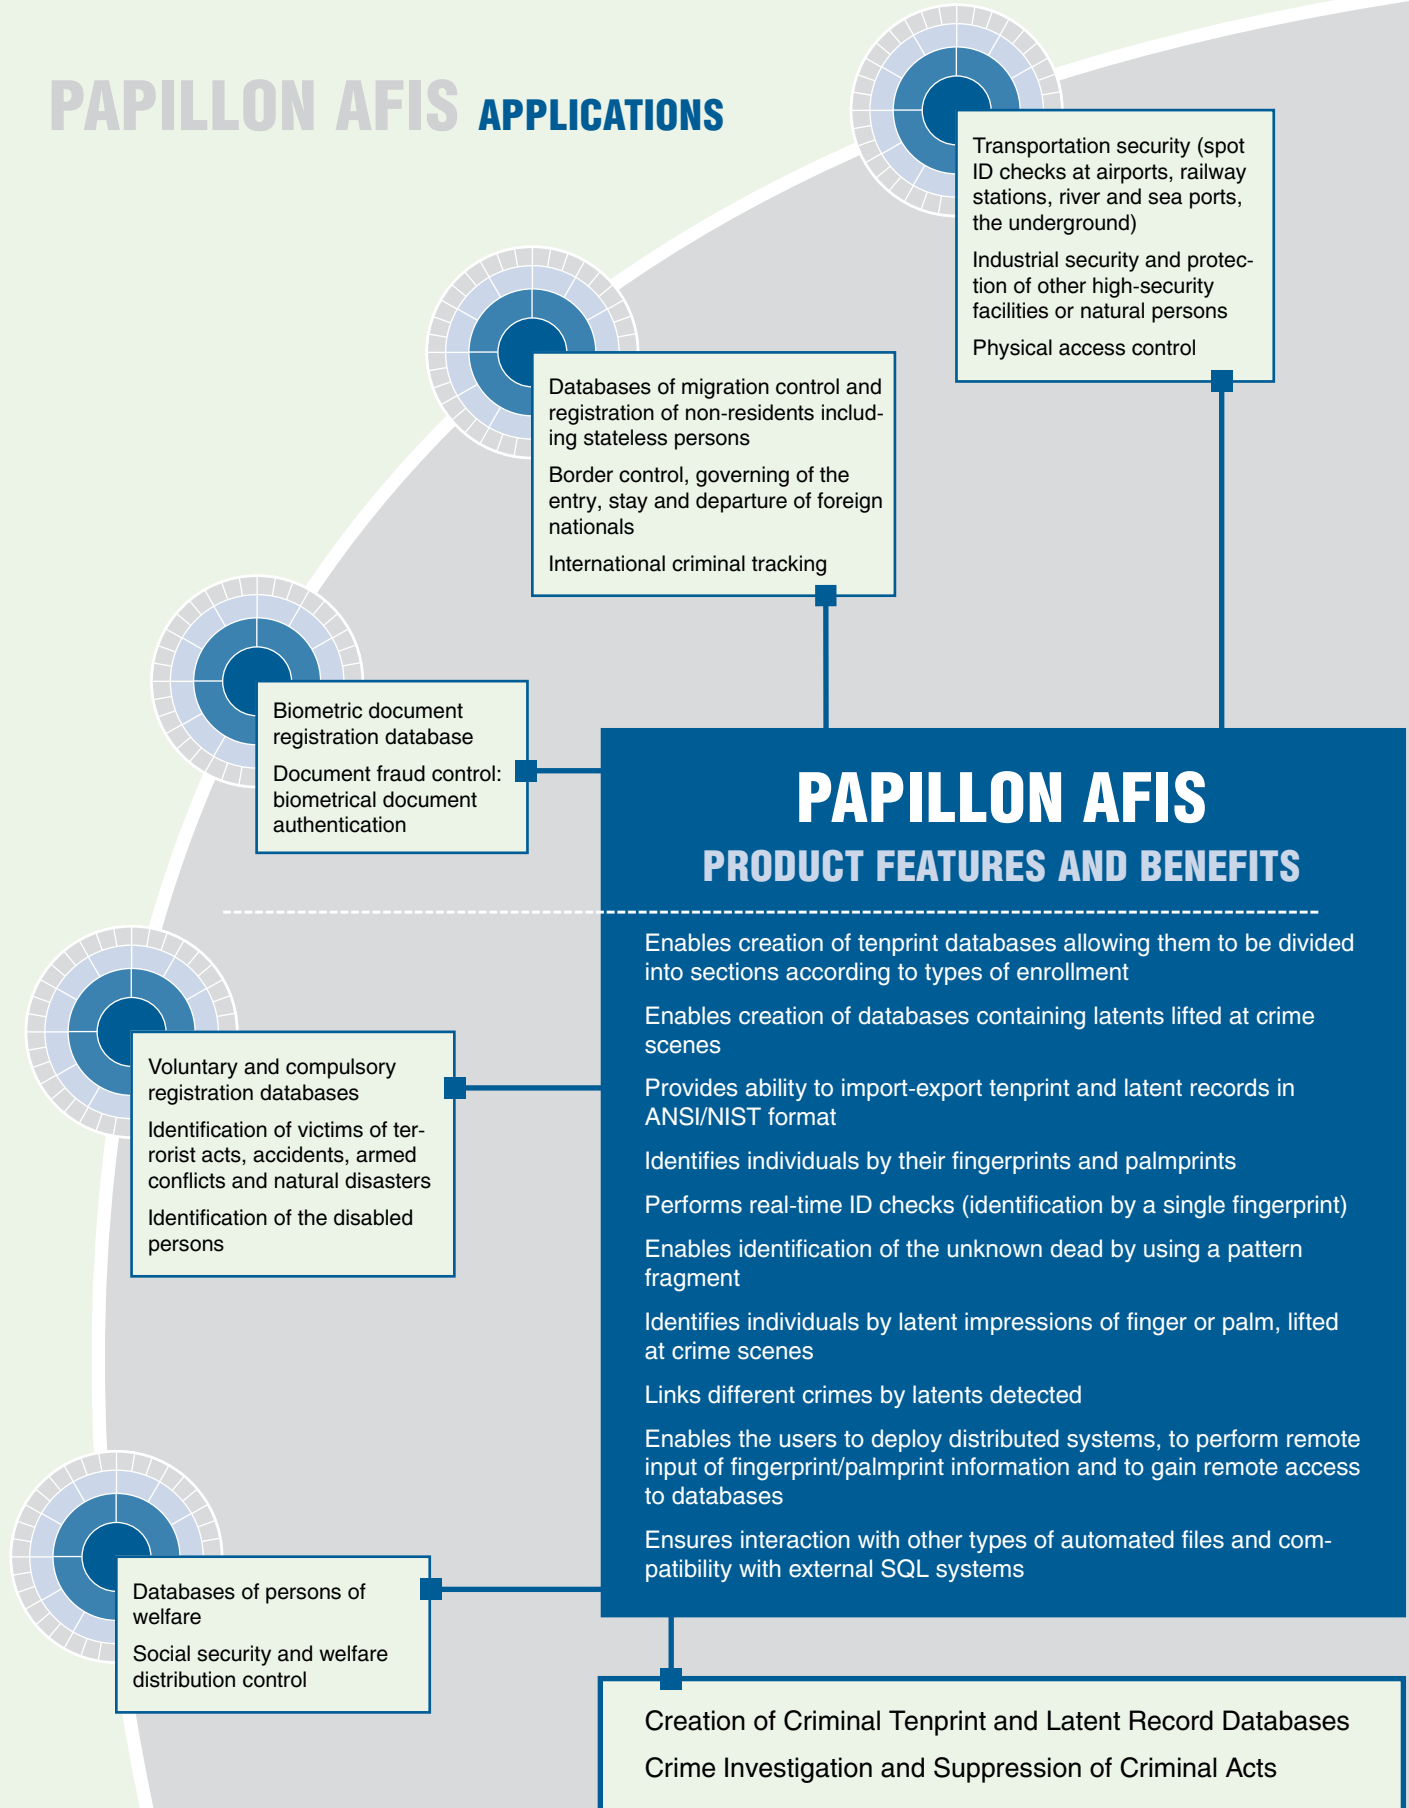 PAPILLON AFIS APPLICATIONS
Transportation security (spot
ID checks at airports, railway
stations, river and sea ports,
the underground)
Industrial security and protec-
tion of other high-security
facilities or natural persons
Physical access control
Databases of migration control and
registration of non-residents includ-
ing stateless persons
Border control, governing of the
entry, stay and departure of foreign
nationals
International criminal tracking
Biometric document
registration database
Document fraud control:
biometrical document
authentication
Voluntary and compulsory
registration databases
Identification of victims of ter-
rorist acts, accidents, armed
conflicts and natural disasters
Identification of the disabled
persons
Databases of persons of
welfare
Social security and welfare
distribution control
PAPILLON AFIS
PRODUCT FEATURES AND BENEFITS
Enables creation of tenprint databases allowing them to be divided
into sections according to types of enrollment
Enables creation of databases containing latents lifted at crime
scenes
Provides ability to import-export tenprint and latent records in
ANSI/NIST format
Identifies individuals by their fingerprints and palmprints
Performs real-time ID checks (identification by a single fingerprint)
Enables identification of the unknown dead by using a pattern
fragment
Identifies individuals by latent impressions of finger or palm, lifted
at crime scenes
Links different crimes by latents detected
Enables the users to deploy distributed systems, to perform remote
input of fingerprint/palmprint information and to gain remote access
to databases
Ensures interaction with other types of automated files and com-
patibility with external SQL systems
Creation of Criminal Tenprint and Latent Record Databases
Crime Investigation and Suppression of Criminal Acts